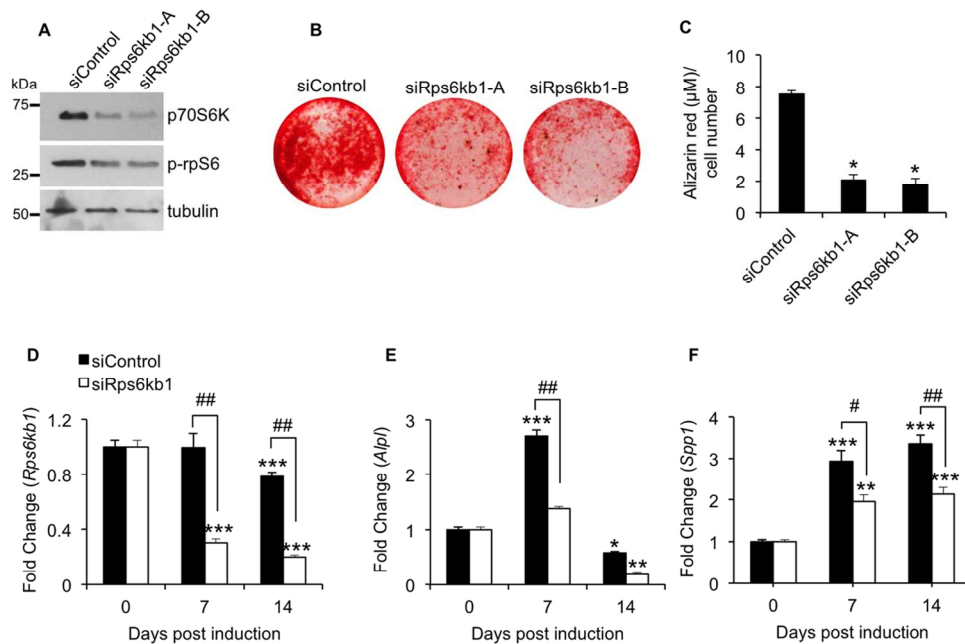 A
siControl
siRps6kb1-A
siRps6kb1-B
kDa
75
p70S6K
p-rpS6
25
50
tubulin
B
siControl
siRps6kb1-A
siRps6kb1-B
C
Alizarin red (µM)/
cell number
8
6
4
2
0
*
*
siControl
siRps6kb1-A
siRps6kb1-B
D
siControl
siRps6kb1
Fold Change (Rps6kb1)
1.2
0.8
0.4
0
##
##
***
***
***
0 7 14
Days post induction
E
Fold Change (Alpl)
3
2
1
0
##
***
*
**
0 7 14
Days post induction
F
Fold Change (Spp1)
5
4
3
2
1
0
#
##
***
***
**
***
0 7 14
Days post induction